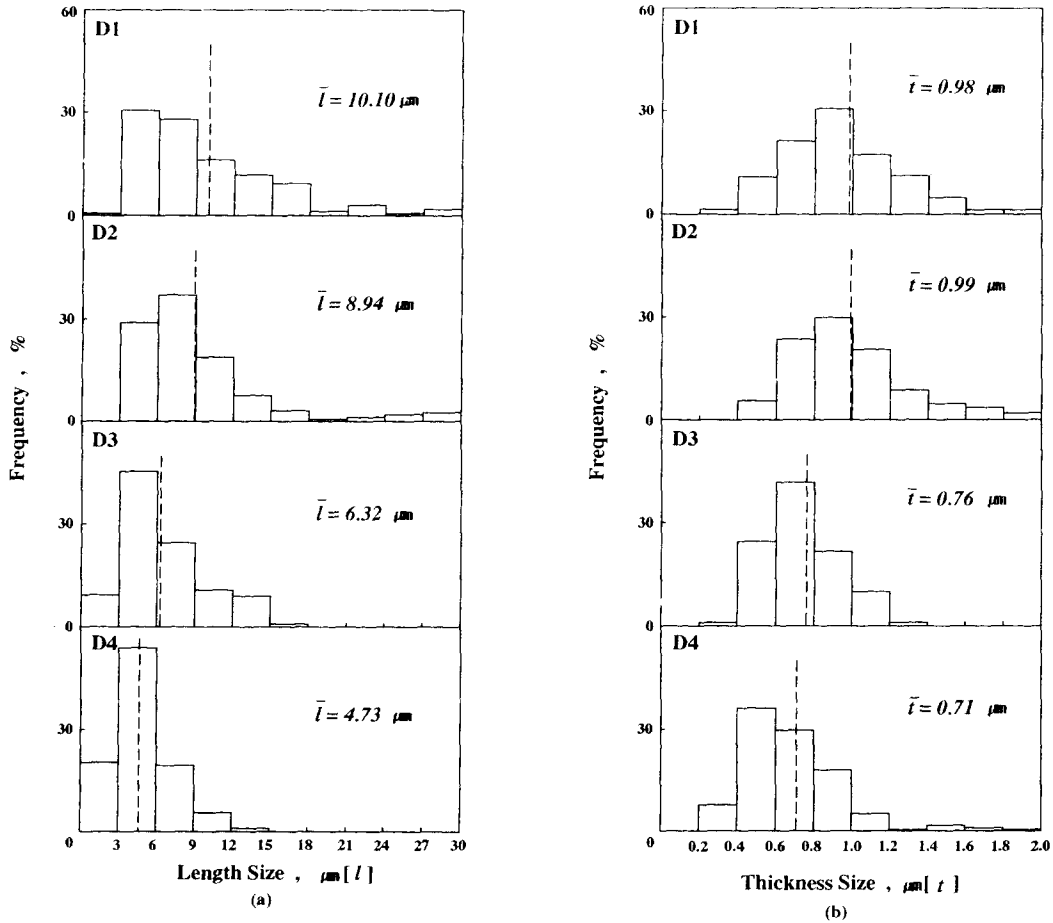 60
D1
l̄ = 10.10 μm
30
0
D2
l̄ = 8.94 μm
30
0
D3
l̄ = 6.32 μm
30
0
D4
l̄ = 4.73 μm
30
0
3 6 9 12 15 18 21 24 27 30
Frequency , %
Length Size , μm [ l ]
(a)
60
D1
t̄ = 0.98 μm
30
0
D2
t̄ = 0.99 μm
30
0
D3
t̄ = 0.76 μm
30
0
D4
t̄ = 0.71 μm
30
0
0.2 0.4 0.6 0.8 1.0 1.2 1.4 1.6 1.8 2.0
Frequency , %
Thickness Size , μm[ t ]
(b)